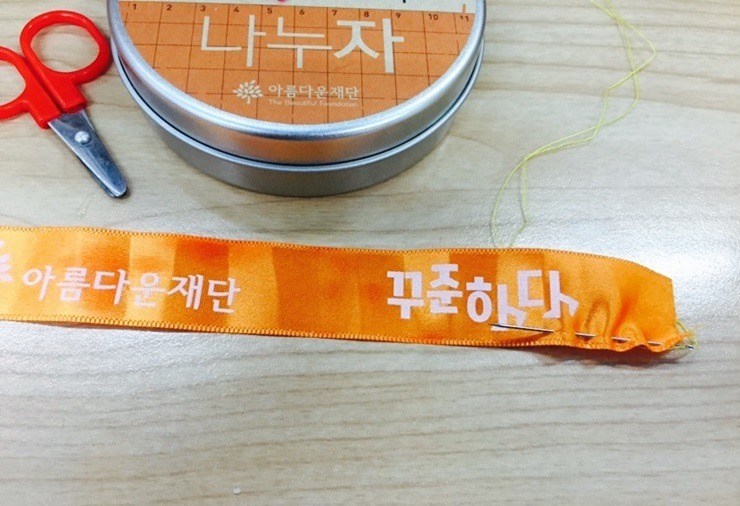 1 2 3 4 5 6 7 8 9 10 11
나누자
아름다운재단
The Beautiful Foundation
아름다운재단 꾸준하다